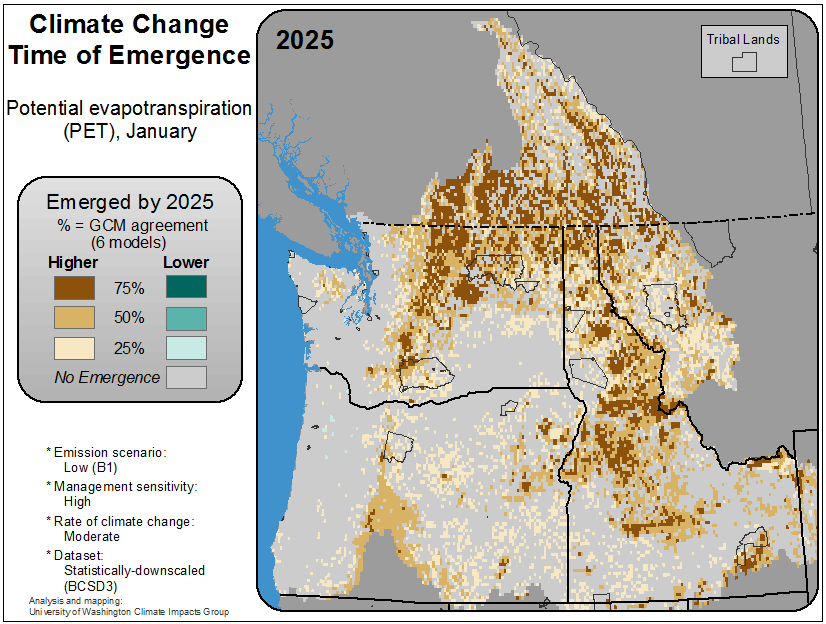 Climate Change
Time of Emergence
Potential evapotranspiration
(PET), January
Emerged by 2025
% = GCM agreement
(6 models)
Higher Lower
75%
50%
25%
No Emergence
* Emission scenario:
Low (B1)
* Management sensitivity:
High
* Rate of climate change:
Moderate
* Dataset:
Statistically-downscaled
(BCSD3)
Analysis and mapping:
University of Washington Climate Impacts Group
2025
Tribal Lands